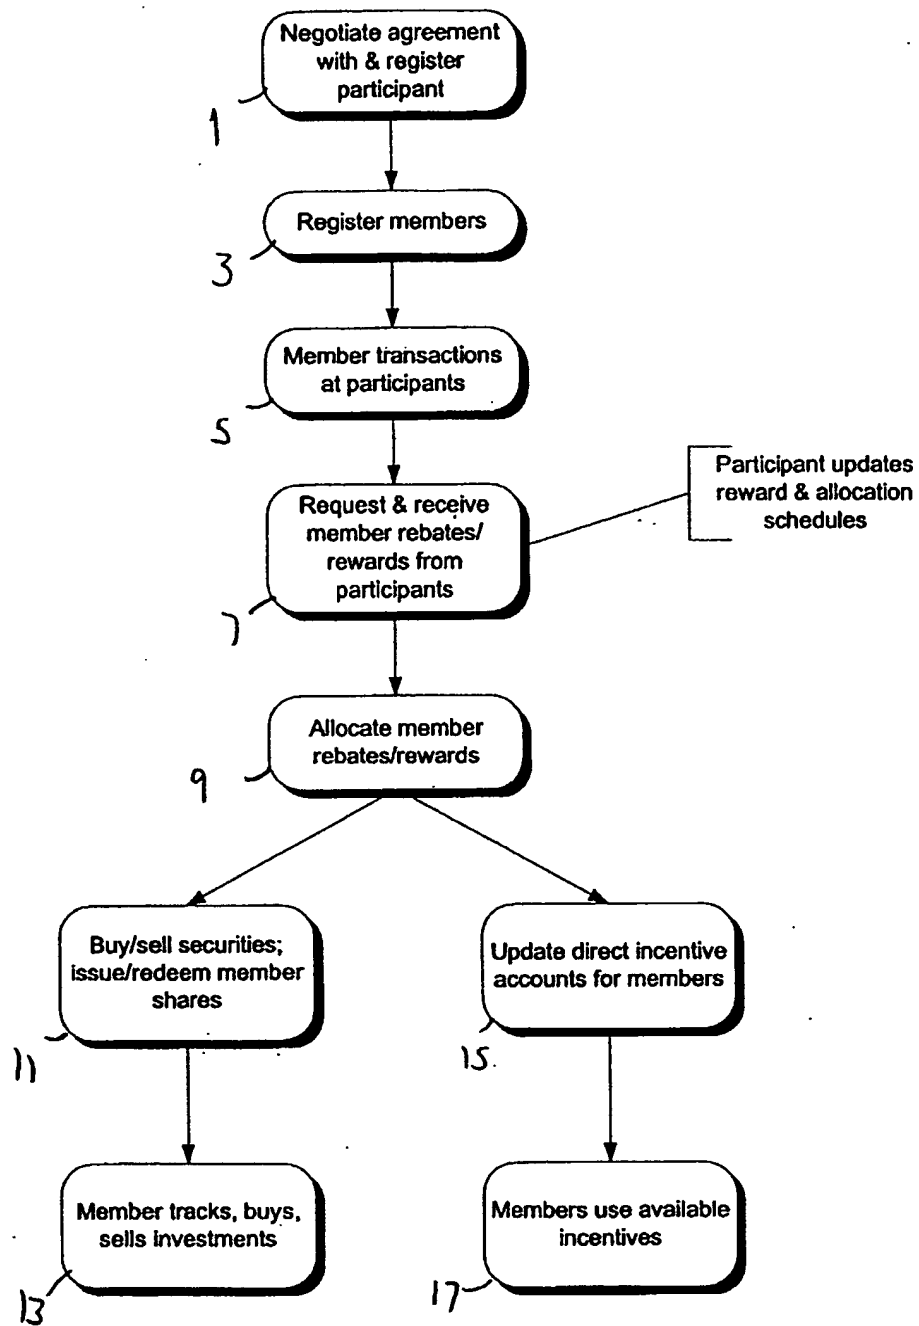 Negotiate agreement
with & register
participant
1
Register members
3
Member transactions
at participants
5
Request & receive
member rebates/
rewards from
participants
7
Participant updates
reward & allocation
schedules
Allocate member
rebates/rewards
9
Buy/sell securities;
issue/redeem member
shares
11
Update direct incentive
accounts for members
15
Member tracks, buys,
sells investments
13
Members use available
incentives
17